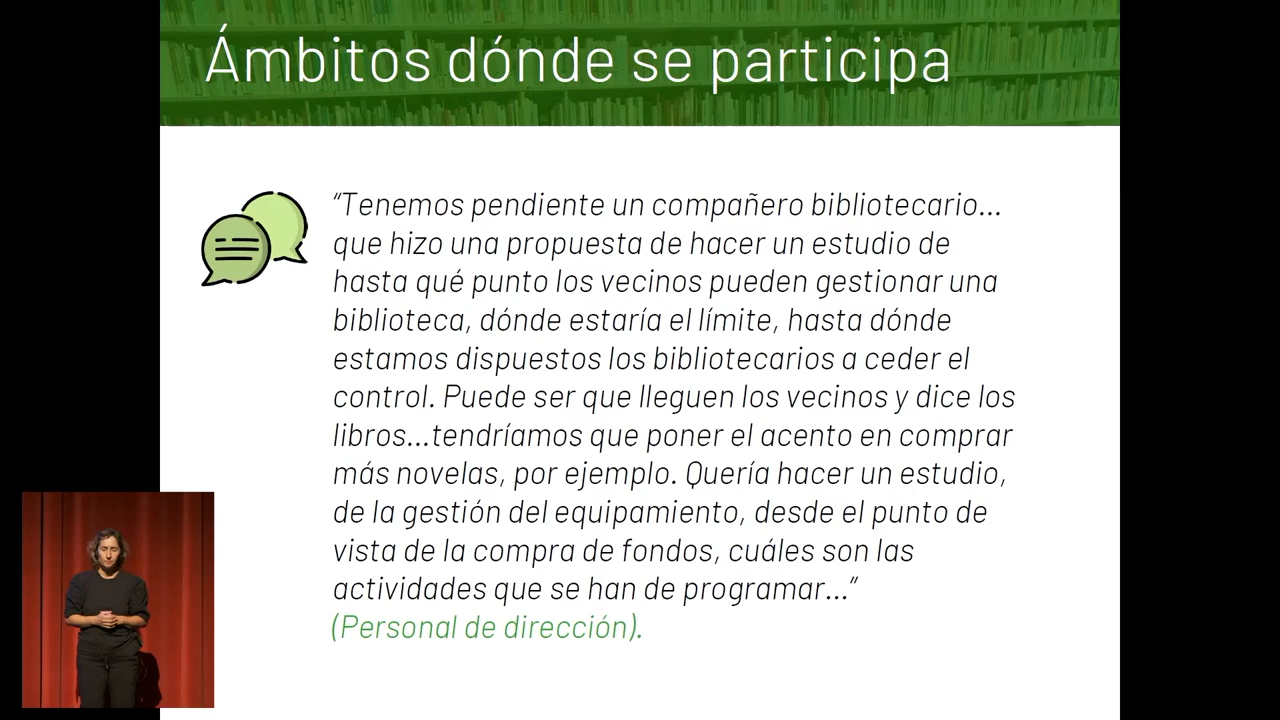 Ámbitos dónde se participa
“Tenemos pendiente un compañero bibliotecario...
que hizo una propuesta de hacer un estudio de
hasta qué punto los vecinos pueden gestionar una
biblioteca, dónde estaría el límite, hasta dónde
estamos dispuestos los bibliotecarios a ceder el
control. Puede ser que lleguen los vecinos y dice los
libros...tendríamos que poner el acento en comprar
más novelas, por ejemplo. Quería hacer un estudio,
de la gestión del equipamiento, desde el punto de
vista de la compra de fondos, cuáles son las
actividades que se han de programar...”
(Personal de dirección).